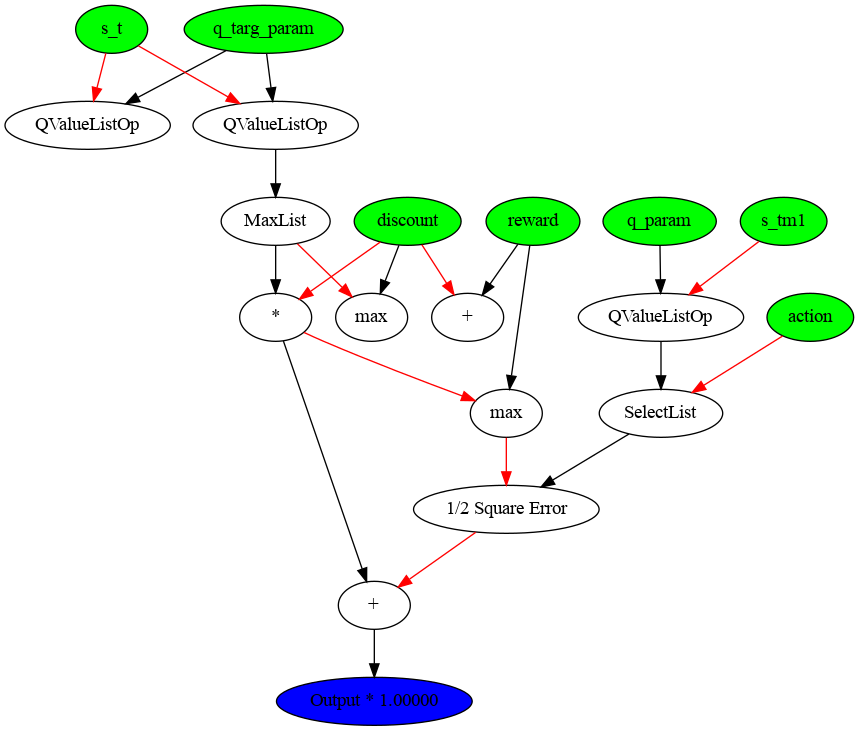 s_t
q_targ_param
QValueListOp
QValueListOp
MaxList
discount
reward
q_param
s_tm1
*
max
+
QValueListOp
action
max
SelectList
1/2 Square Error
+
Output * 1.00000